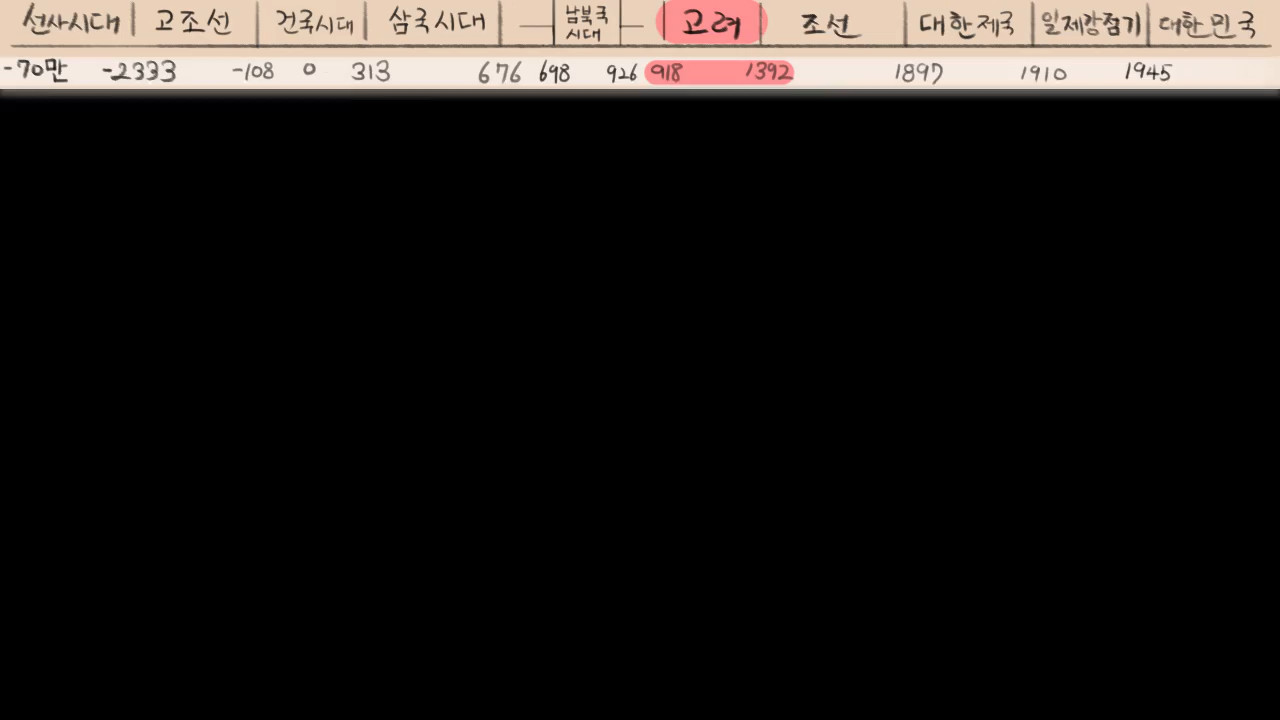 선사시대 고조선 건국시대 삼국시대 남북국 시대 고려 조선 대한제국 일제강점기 대한민국
-70만 -2333 -108 0 313 676 698 926 918 1392 1897 1910 1945